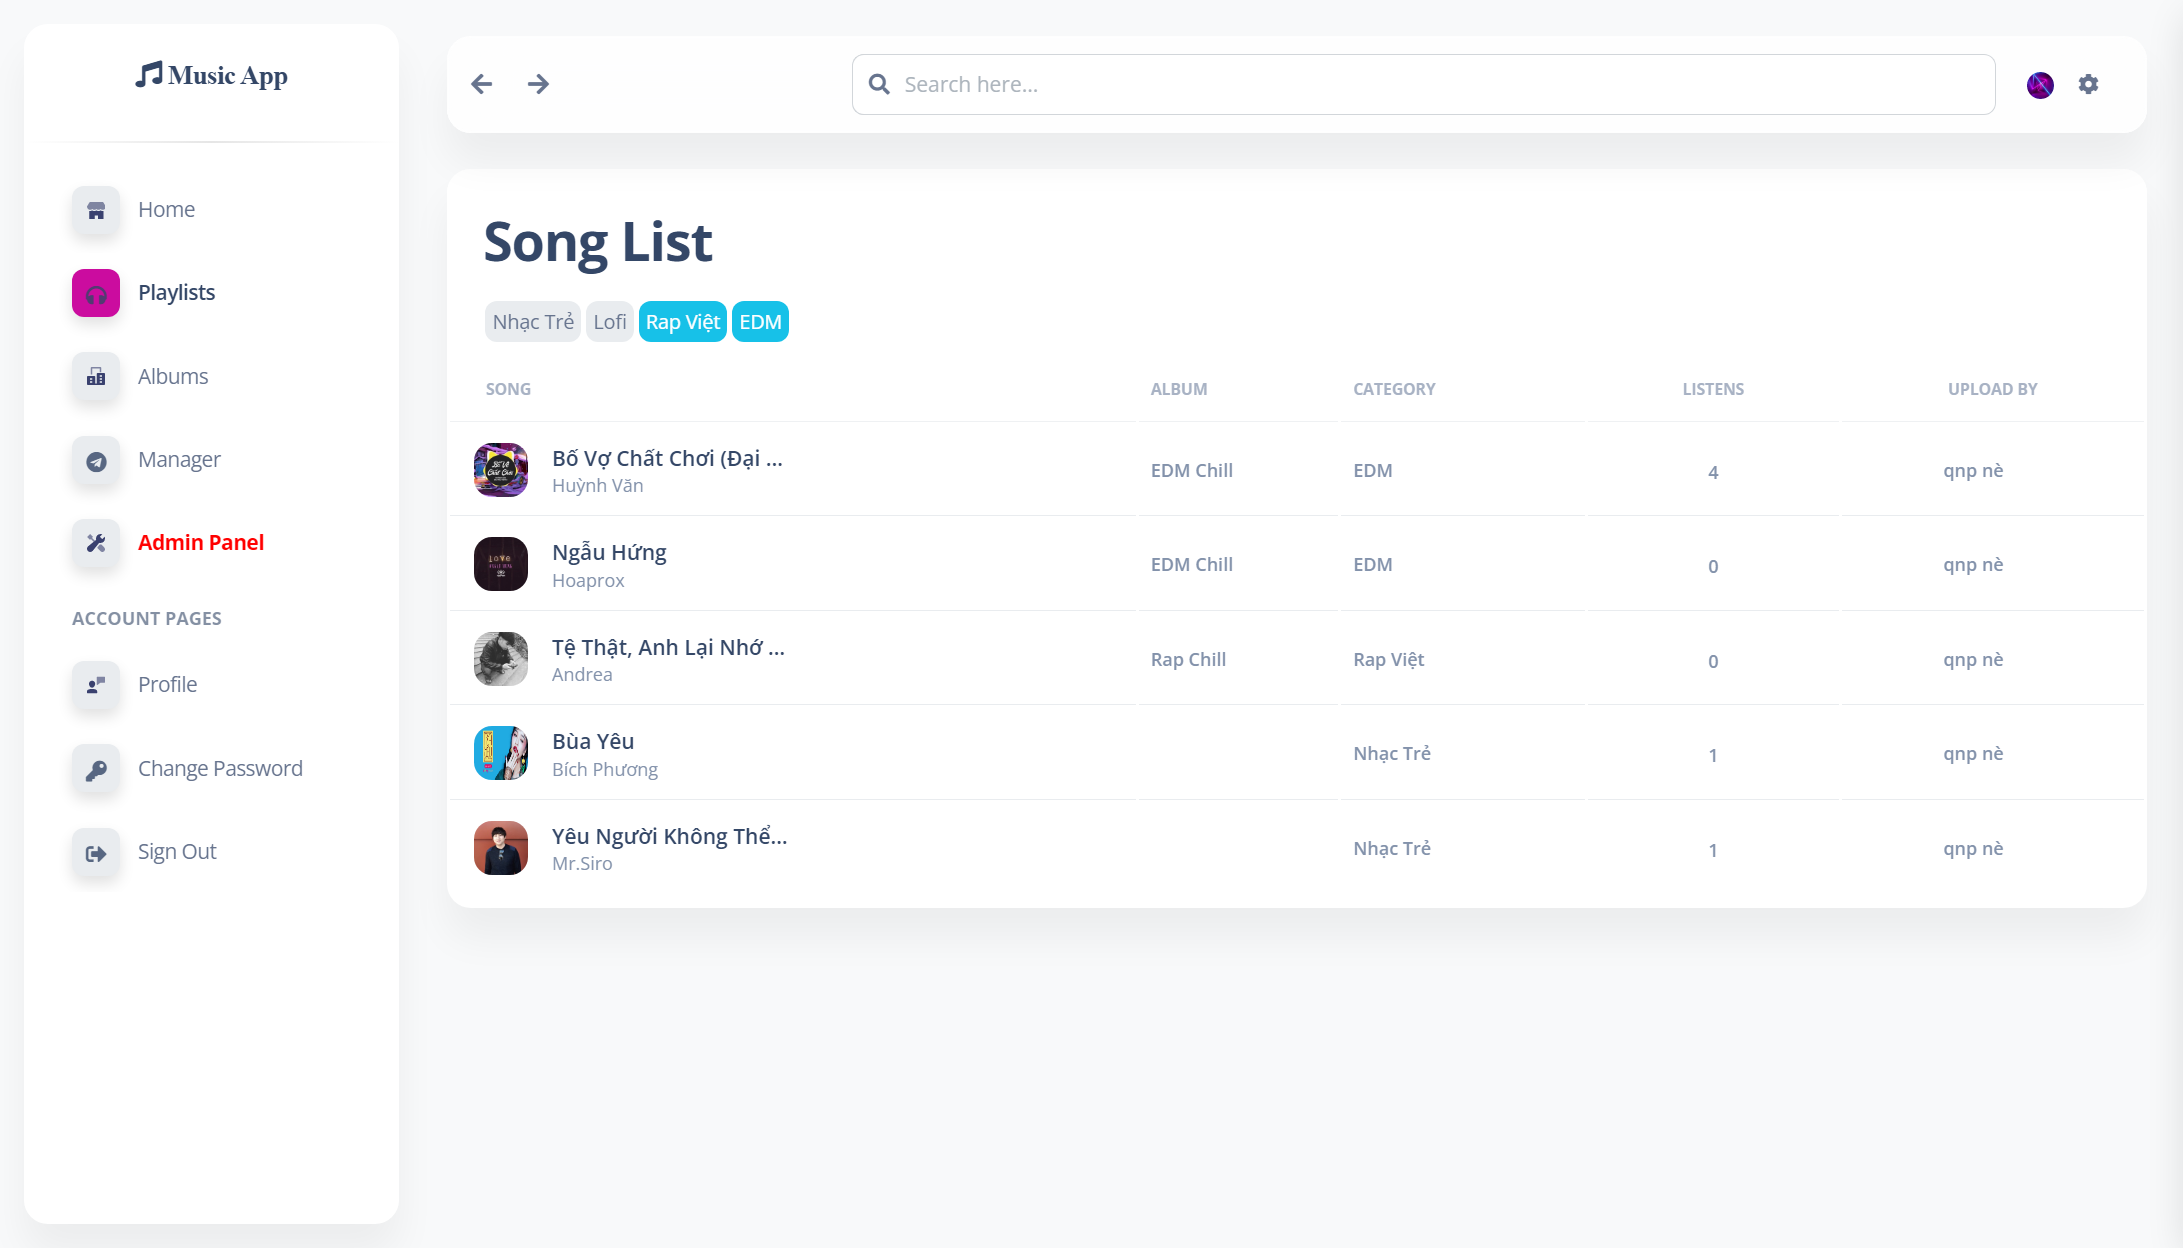 Music App
Home
Playlists
Albums
Manager
Admin Panel
ACCOUNT PAGES
Profile
Change Password
Sign Out
Search here...
Song List
Nhạc Trẻ Lofi Rap Việt EDM
SONG ALBUM CATEGORY LISTENS UPLOAD BY
Bố Vợ Chất Chơi (Đại ...
Huỳnh Văn
EDM Chill EDM 4 qnp nè
Ngẫu Hứng
Hoaprox
EDM Chill EDM 0 qnp nè
Tệ Thật, Anh Lại Nhớ ...
Andrea
Rap Chill Rap Việt 0 qnp nè
Bùa Yêu
Bích Phương
Nhạc Trẻ 1 qnp nè
Yêu Người Không Thể...
Mr.Siro
Nhạc Trẻ 1 qnp nè